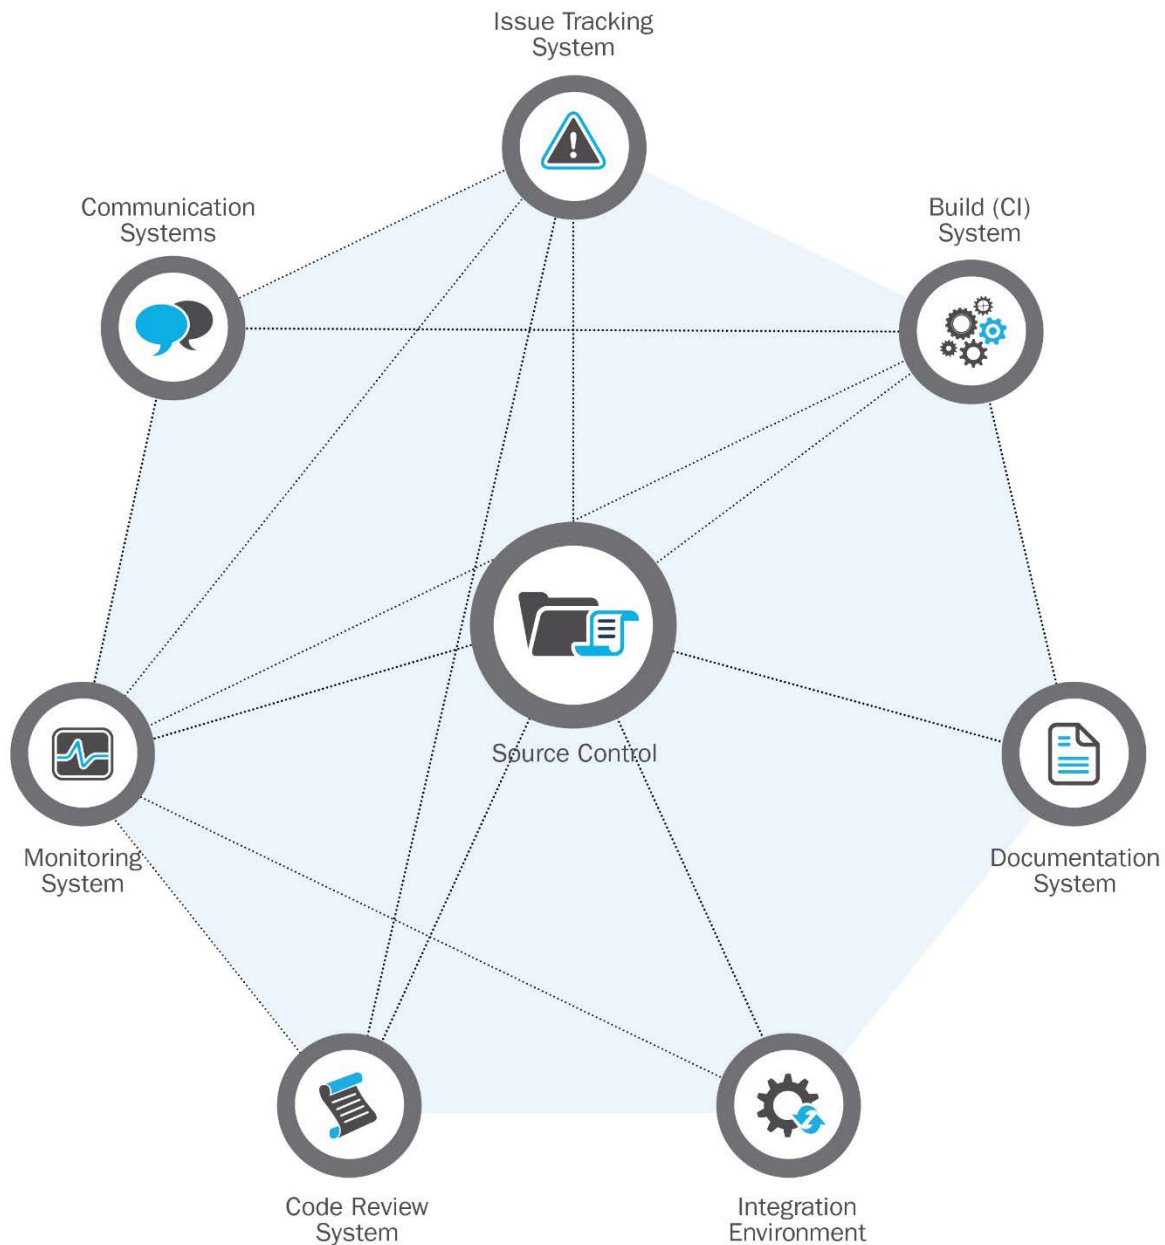 Issue Tracking
System
Communication
Systems
Build (CI)
System
Source Control
Monitoring
System
Documentation
System
Code Review
System
Integration
Environment